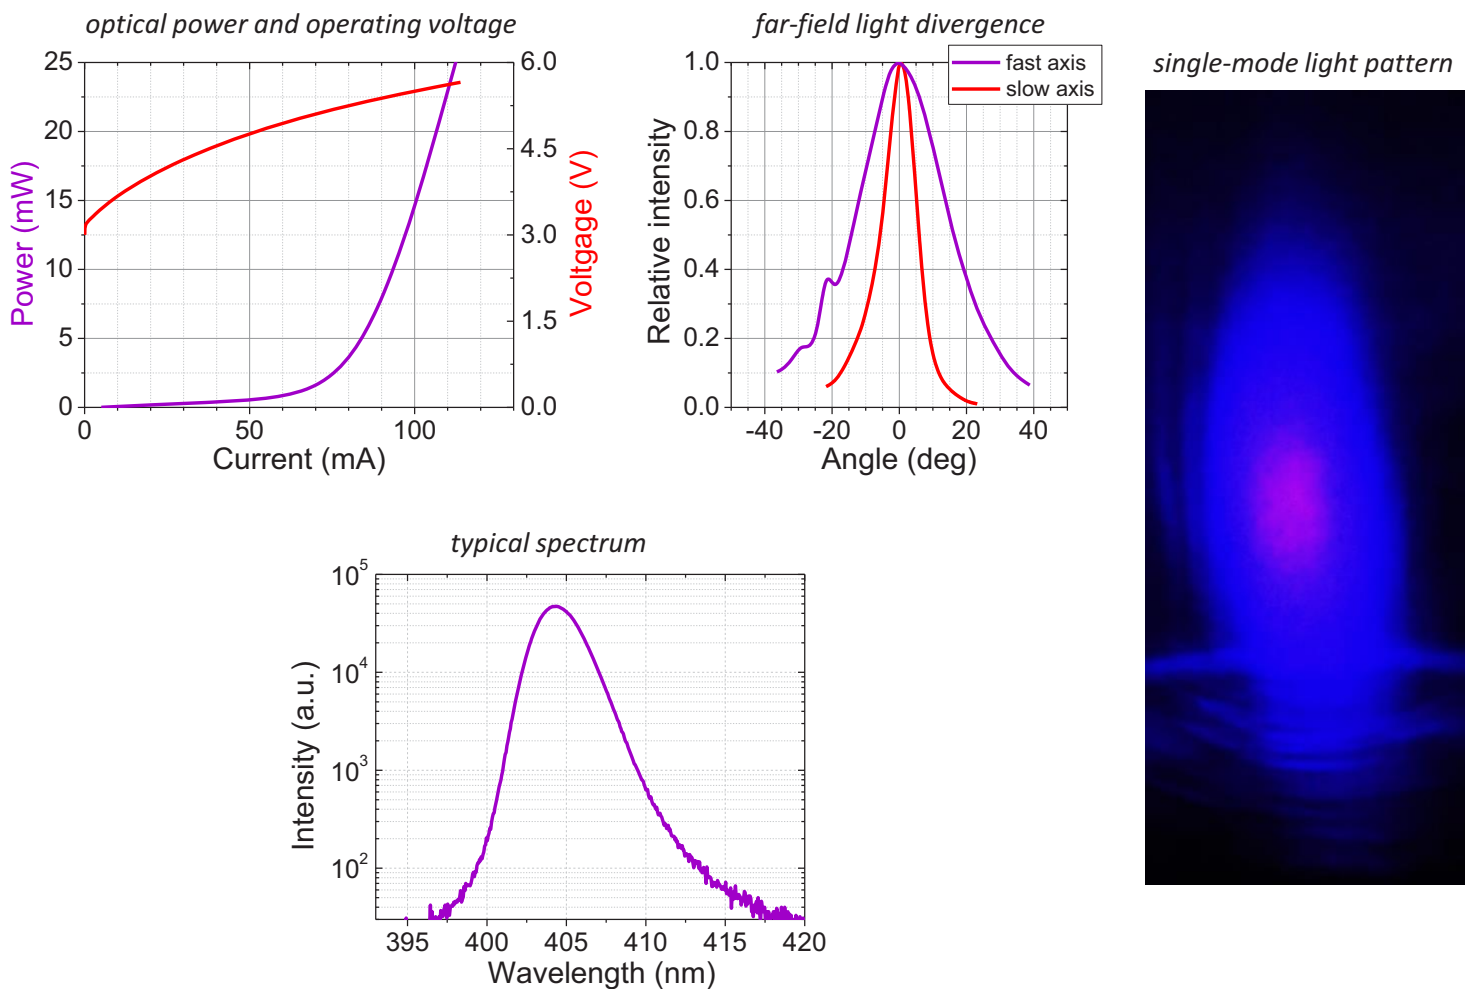 optical power and operating voltage
25
20
15
10
5
0
Power (mW)
6.0
4.5
3.0
1.5
0.0
Voltgage (V)
0 50 100
Current (mA)
far-field light divergence
fast axis
slow axis
1.0
0.8
0.6
0.4
0.2
0.0
Relative intensity
-40 -20 0 20 40
Angle (deg)
single-mode light pattern
typical spectrum
10^5
10^4
10^3
10^2
Intensity (a.u.)
395 400 405 410 415 420
Wavelength (nm)